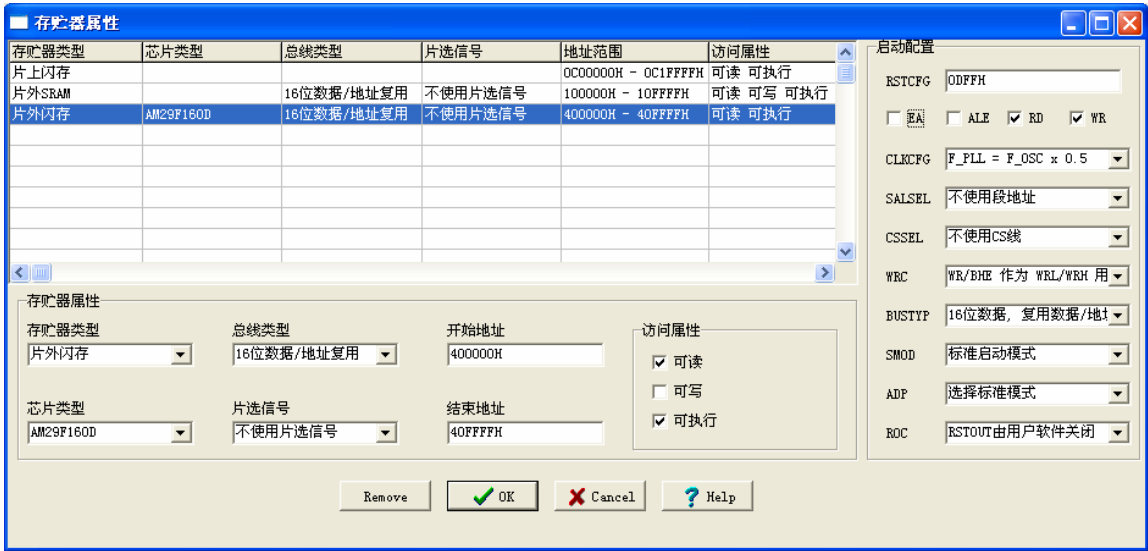 存贮器属性
存贮器类型 芯片类型 总线类型 片选信号 地址范围 访问属性
片上闪存 0C00000H - 0C1FFFFH 可读 可执行
片外SRAM 16位数据/地址复用 不使用片选信号 100000H - 10FFFFH 可读 可写 可执行
片外闪存 AM29F160D 16位数据/地址复用 不使用片选信号 400000H - 40FFFFH 可读 可执行
存贮器属性
存贮器类型 总线类型 开始地址
片外闪存 16位数据/地址复用 400000H
芯片类型 片选信号 结束地址
AM29F160D 不使用片选信号 40FFFFH
访问属性
可读
可写
可执行
启动配置
RSTCFG 0DFFH
EA ALE RD WR
CLKCFG F_PLL = F_OSC x 0.5
SALSEL 不使用段地址
CSSEL 不使用CS线
WRC WR/BHE 作为 WRL/WRH 用
BUSTYP 16位数据, 复用数据/地
SMOD 标准启动模式
ADP 选择标准模式
ROC RSTOUT由用户软件关闭
Remove OK Cancel Help